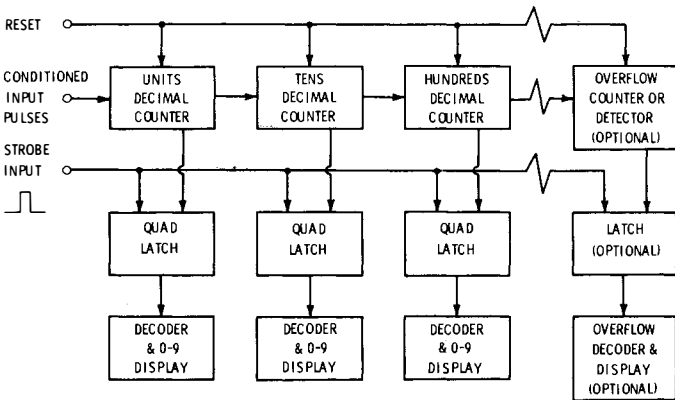 RESET
CONDITIONED
INPUT
PULSES
UNITS
DECIMAL
COUNTER
TENS
DECIMAL
COUNTER
HUNDREDS
DECIMAL
COUNTER
OVERFLOW
COUNTER OR
DETECTOR
(OPTIONAL)
STROBE
INPUT
QUAD
LATCH
QUAD
LATCH
QUAD
LATCH
LATCH
(OPTIONAL)
DECODER
& 0-9
DISPLAY
DECODER
& 0-9
DISPLAY
DECODER
& 0-9
DISPLAY
OVERFLOW
DECODER &
DISPLAY
(OPTIONAL)